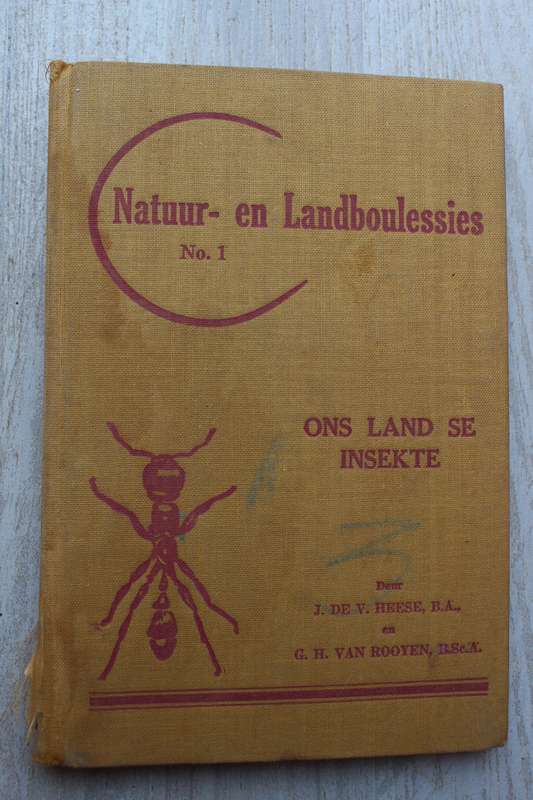 Natuur- en Landboulessies
No. 1
ONS LAND SE
INSEKTE
Deur
J. DE V. HEESE, B.A.,
en
G. H. VAN ROOYEN, B.Sc.